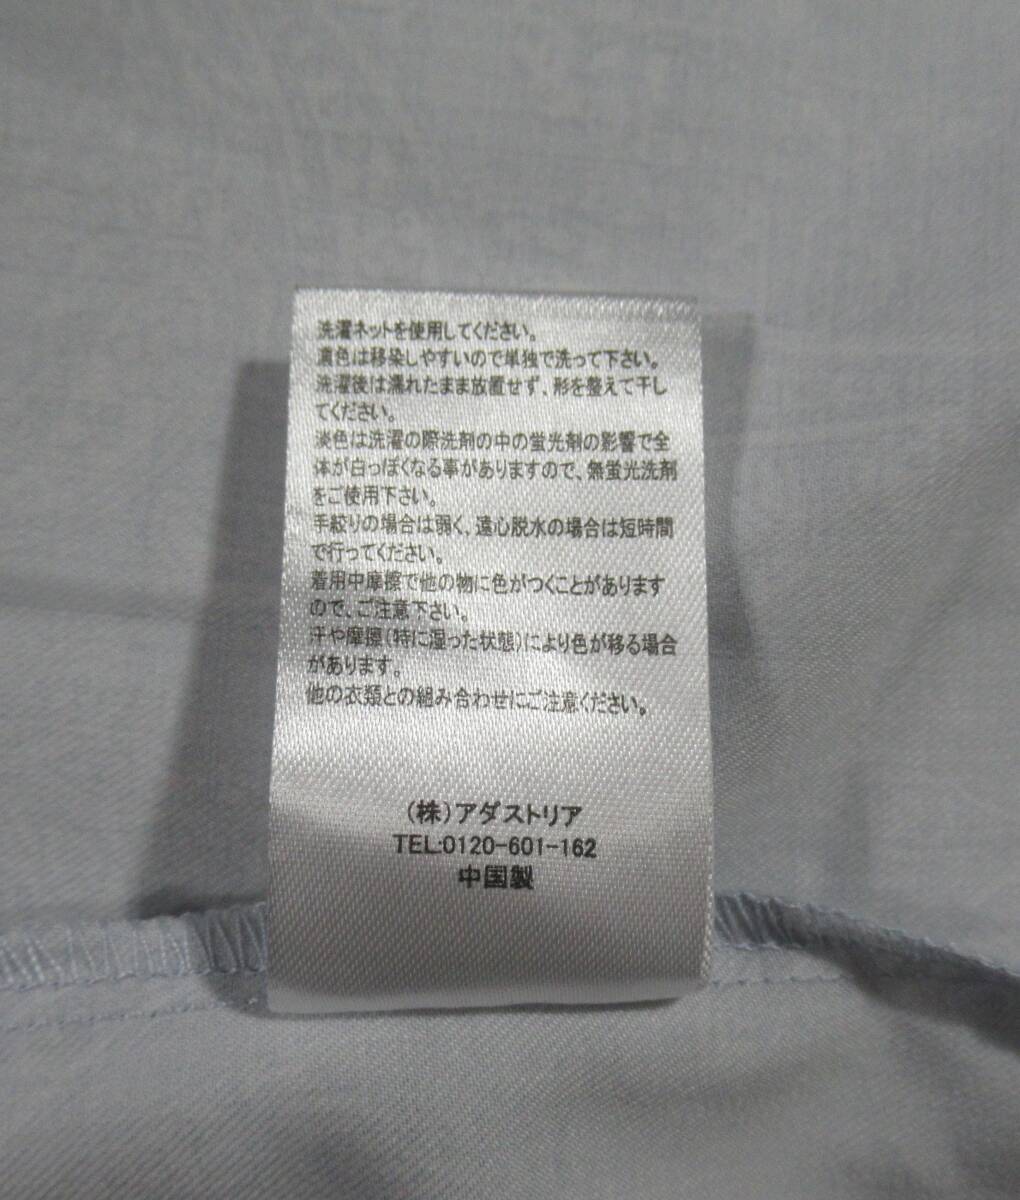 洗濯ネットを使用してください。
濃色は移染しやすいので単独で洗って下さい。
洗濯後は濡れたまま放置せず、形を整えて干し
てください。
淡色は洗濯の際洗剤の中の蛍光剤の影響で全
体が白っぽくなる事がありますので、無蛍光洗剤
をご使用下さい。
手絞りの場合は弱く、遠心脱水の場合は短時間
で行ってください。
着用中摩擦で他の物に色がつくことがあります
ので、ご注意下さい。
汗や摩擦(特に湿った状態)により色が移る場合
があります。
他の衣類との組み合わせにご注意ください。
(株)アダストリア
TEL:0120-601-162
中国製